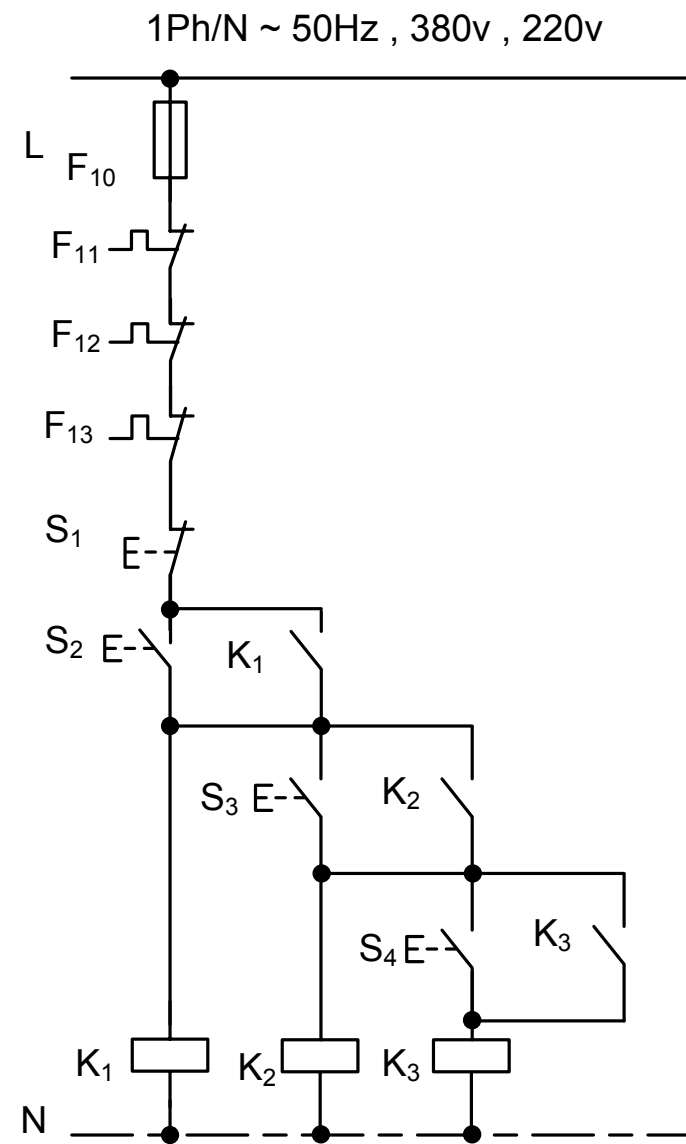 1Ph/N ~ 50Hz , 380v , 220v
L
F₁₀
F₁₁
F₁₂
F₁₃
S₁
S₂
K₁
S₃
K₂
S₄
K₃
K₁
K₂
K₃
N